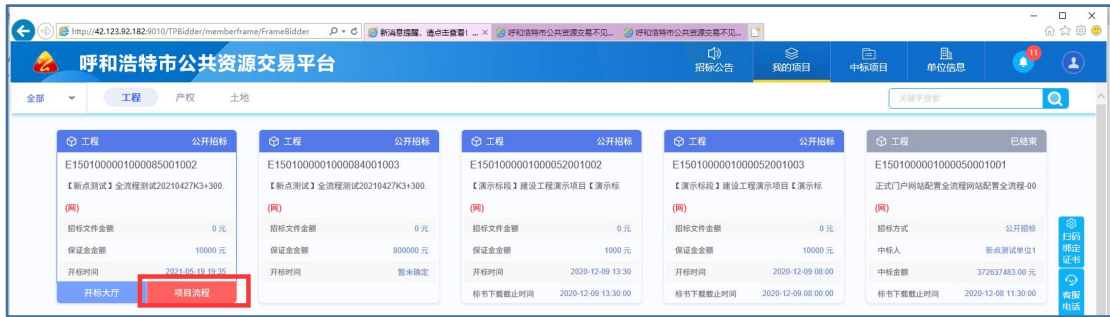 http://42.123.92.182:9010/TPBidder/memberframe/FrameBidder
新消息提醒,请点击查看! ...
呼和浩特市公共资源交易不见...
呼和浩特市公共资源交易不见...
呼和浩特市公共资源交易平台
招标公告
我的项目
中标项目
单位信息
11
全部
工程
产权
土地
关键字搜索
工程 公开招标
E1501000001000085001002
【新点测试】全流程测试20210427K3+300.
(网)
招标文件金额 0 元
保证金金额 10000 元
开标时间 2021-05-19 19:35
开标大厅 项目流程
工程 公开招标
E1501000001000084001003
【新点测试】全流程测试20210427K3+300.
(网)
招标文件金额 0 元
保证金金额 800000 元
开标时间 暂未确定
工程 公开招标
E1501000001000052001002
【演示标段】建设工程演示项目【演示标
(网)
招标文件金额 0 元
保证金金额 1000 元
开标时间 2020-12-09 13:30
标书下载截止时间 2020-12-09 13:30:00
工程 公开招标
E1501000001000052001003
【演示标段】建设工程演示项目【演示标
(网)
招标文件金额 0 元
保证金金额 10000 元
开标时间 2020-12-09 08:00
标书下载截止时间 2020-12-09 08:00:00
工程 已结束
E1501000001000050001001
正式门户网站配置全流程网站配置全流程-00
(网)
招标方式 公开招标
中标人 新点测试单位1
中标金额 372637483.00 元
标书下载截止时间 2020-12-08 11:30:00
扫码
绑定
证书
客服
电话